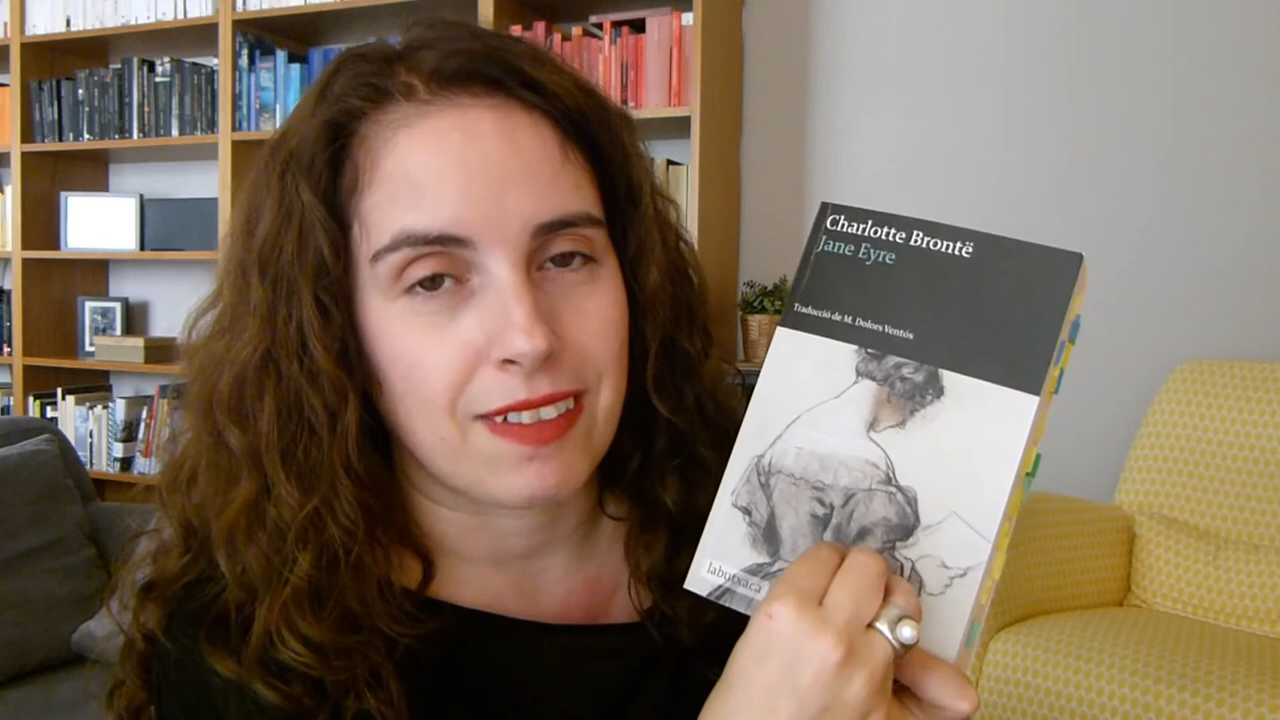 Charlotte Brontë
Jane Eyre
Traducció de M. Dolors Ventós
labutxaca